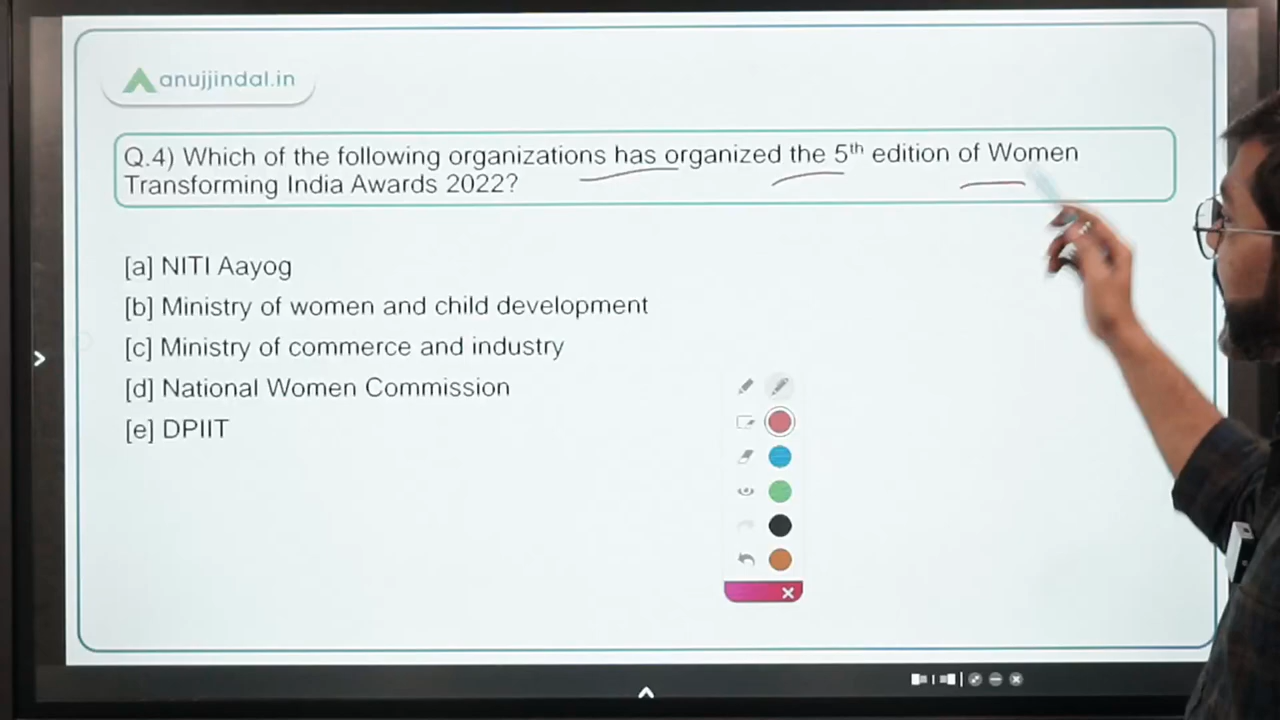 anujjindal.in
Q.4) Which of the following organizations has organized the 5th edition of Women
Transforming India Awards 2022?
[a] NITI Aayog
[b] Ministry of women and child development
[c] Ministry of commerce and industry
[d] National Women Commission
[e] DPIIT